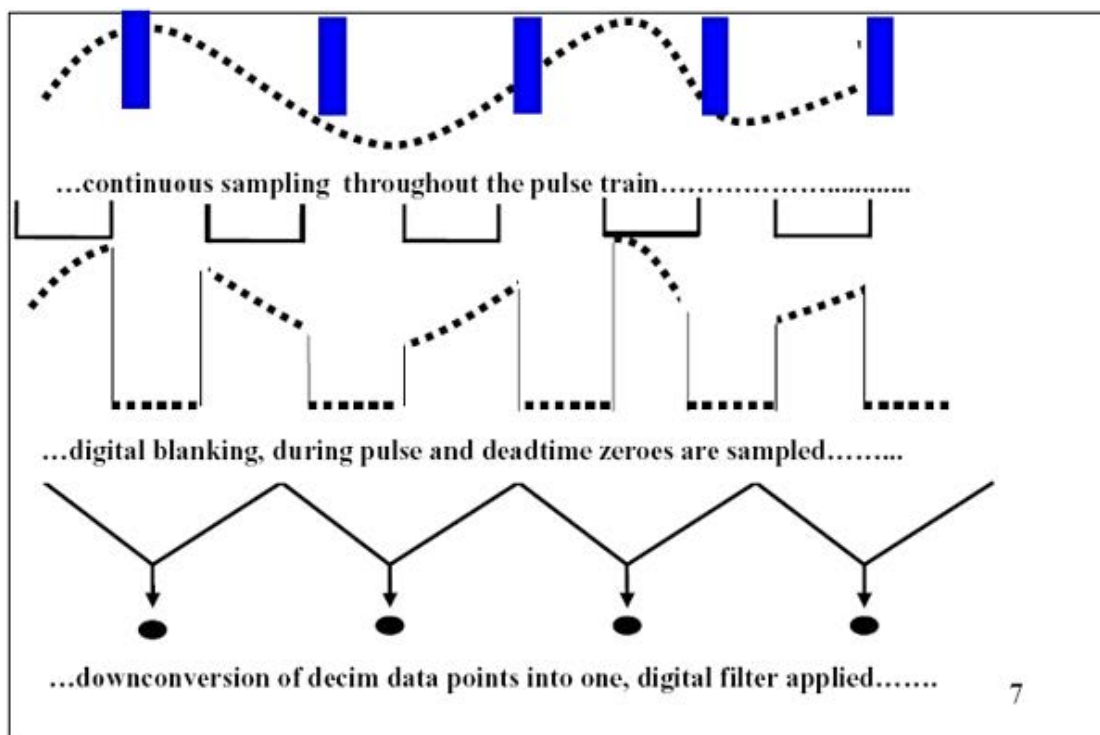 …continuous sampling  throughout the pulse train…………………............
…digital blanking, during pulse and deadtime zeroes are sampled……...
…downconversion of decim data points into one, digital filter applied…….
7